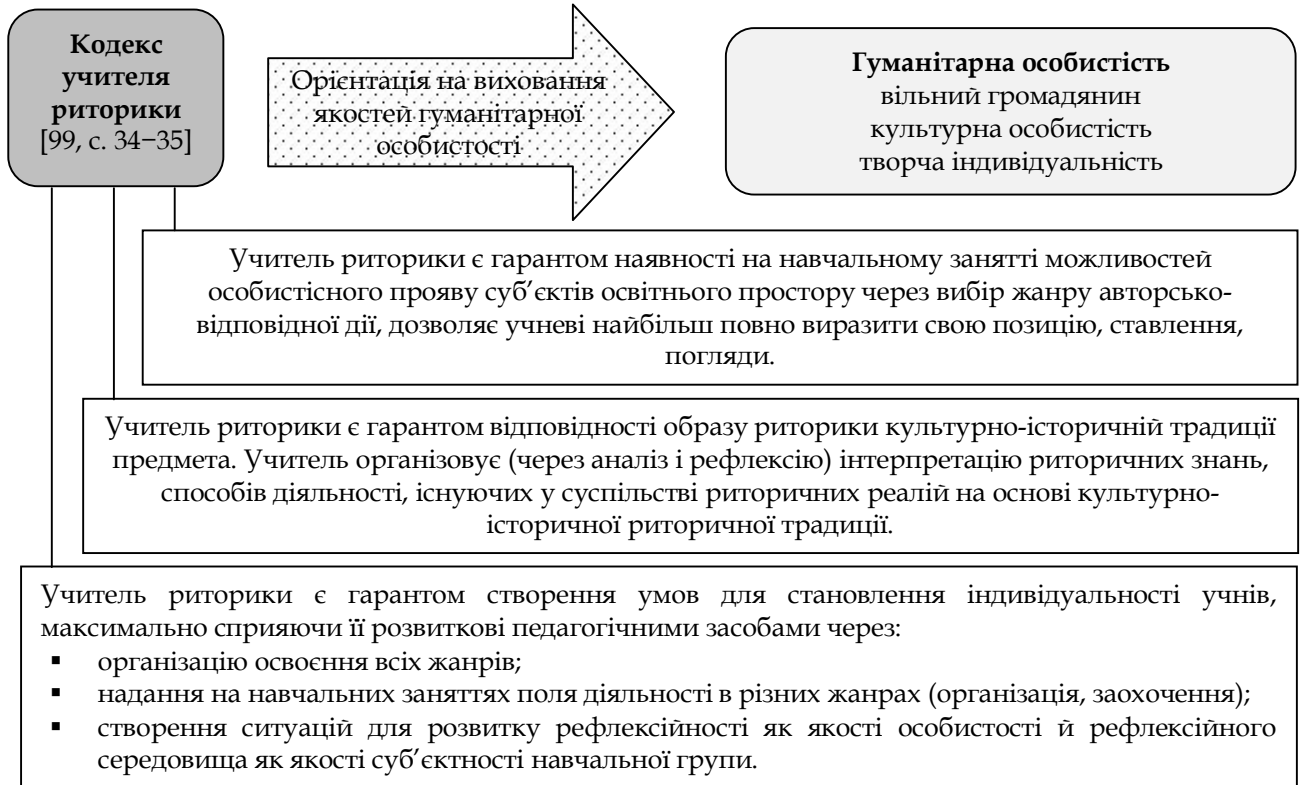 Кодекс
учителя
риторики
[99, с. 34−35]
Орієнтація на виховання
якостей гуманітарної
особистості
Гуманітарна особистість
вільний громадянин
культурна особистість
творча індивідуальність
Учитель риторики є гарантом наявності на навчальному занятті можливостей
особистісного прояву суб’єктів освітнього простору через вибір жанру авторсько-
відповідної дії, дозволяє учневі найбільш повно виразити свою позицію, ставлення,
погляди.
Учитель риторики є гарантом відповідності образу риторики культурно-історичній традиції
предмета. Учитель організовує (через аналіз і рефлексію) інтерпретацію риторичних знань,
способів діяльності, існуючих у суспільстві риторичних реалій на основі культурно-
історичної риторичної традиції.
Учитель риторики є гарантом створення умов для становлення індивідуальності учнів,
максимально сприяючи її розвиткові педагогічними засобами через:
▪ організацію освоєння всіх жанрів;
▪ надання на навчальних заняттях поля діяльності в різних жанрах (організація, заохочення);
▪ створення ситуацій для розвитку рефлексійності як якості особистості й рефлексійного
середовища як якості суб’єктності навчальної групи.